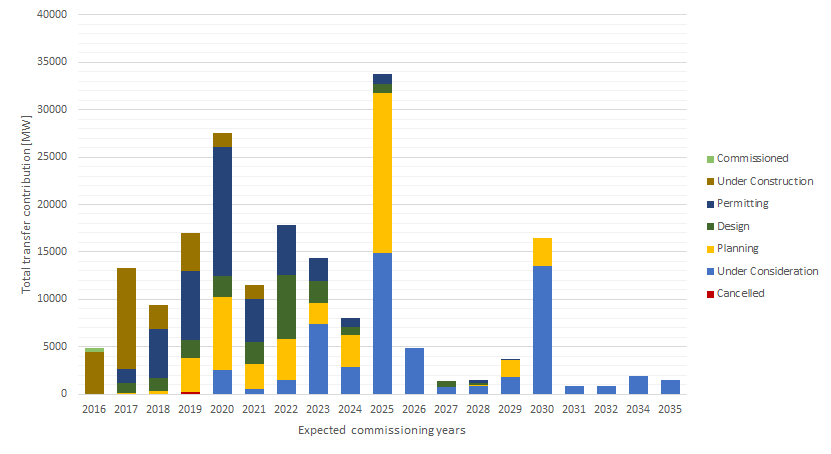 40000
35000
30000
25000
20000
15000
10000
5000
0
Total transfer contribution [MW]
2016 2017 2018 2019 2020 2021 2022 2023 2024 2025 2026 2027 2028 2029 2030 2031 2032 2034 2035
Expected commissioning years
Commissioned
Under Construction
Permitting
Design
Planning
Under Consideration
Cancelled